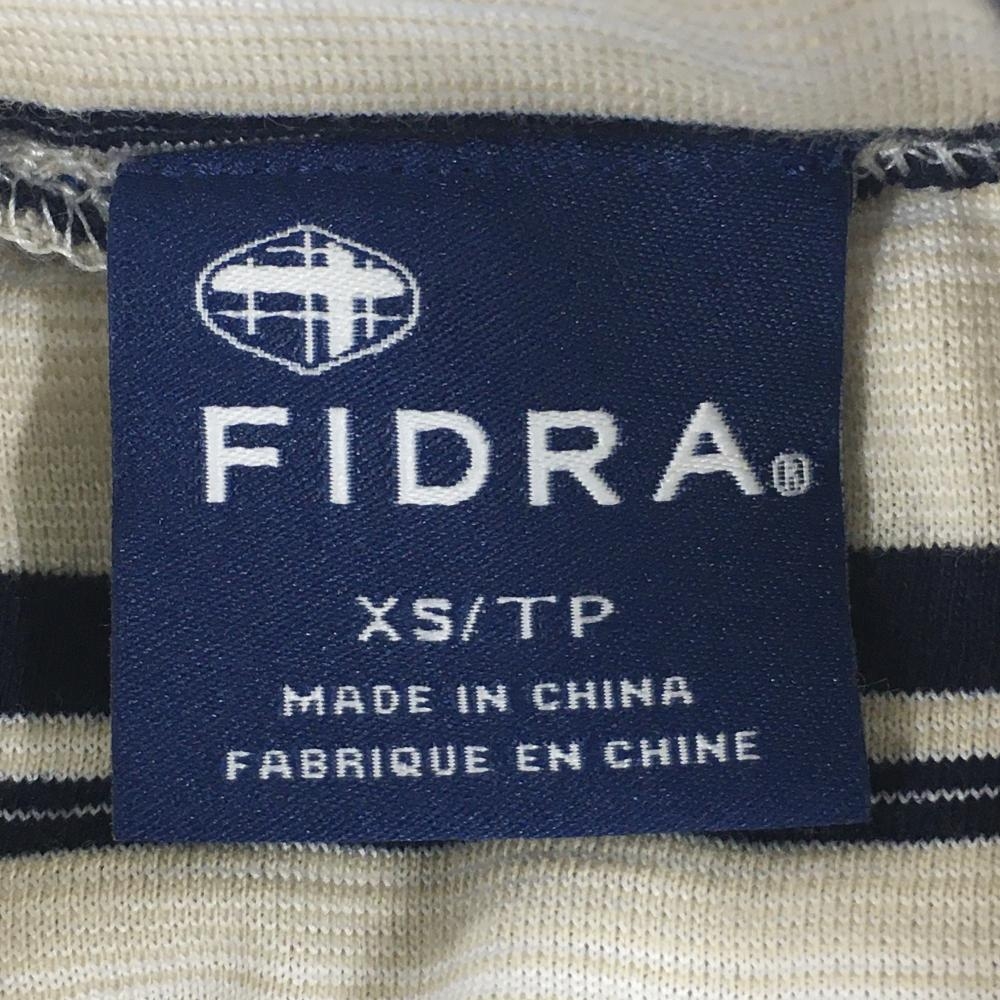 FIDRA®
XS/TP
MADE IN CHINA
FABRIQUE EN CHINE